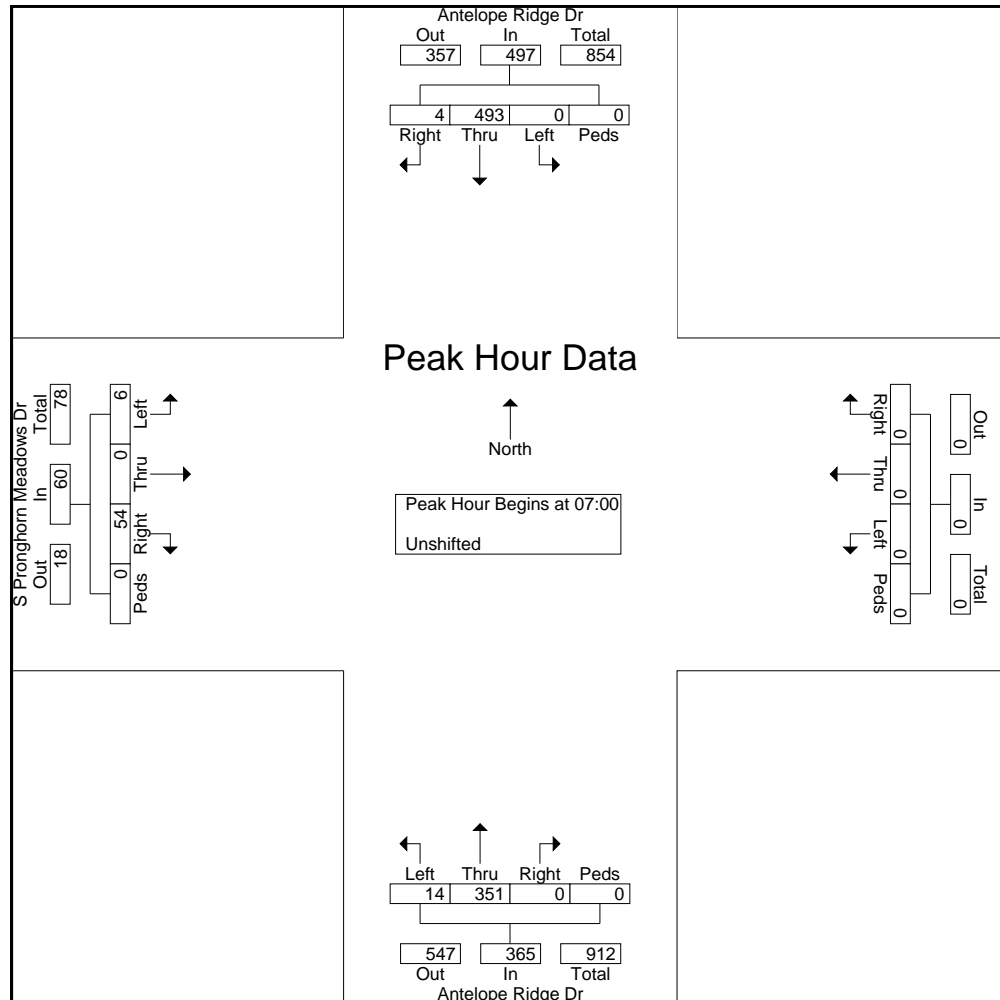 Antelope Ridge Dr
Out In Total
357 497 854
4 493 0 0
Right Thru Left Peds
Peak Hour Data
North
Peak Hour Begins at 07:00
Unshifted
S Pronghorn Meadows Dr
Out In Total
18 60 78
0 54 0 6
Peds Right Thru Left
Out In Total
0 0 0
Right Thru Left Peds
0 0 0 0
Left Thru Right Peds
14 351 0 0
547 365 912
Out In Total
Antelope Ridge Dr